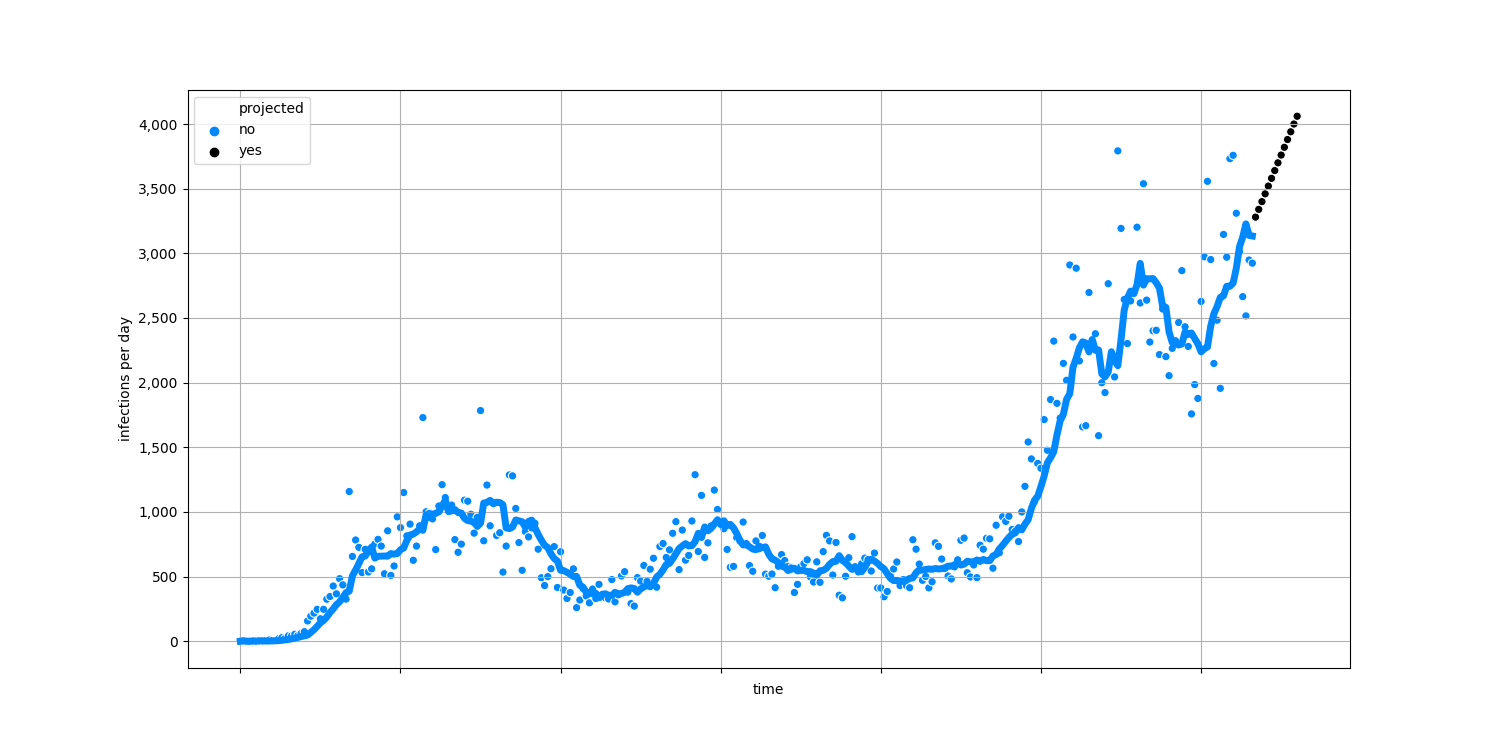 projected
no
yes
4,000
3,500
3,000
2,500
2,000
1,500
1,000
500
0
infections per day
time